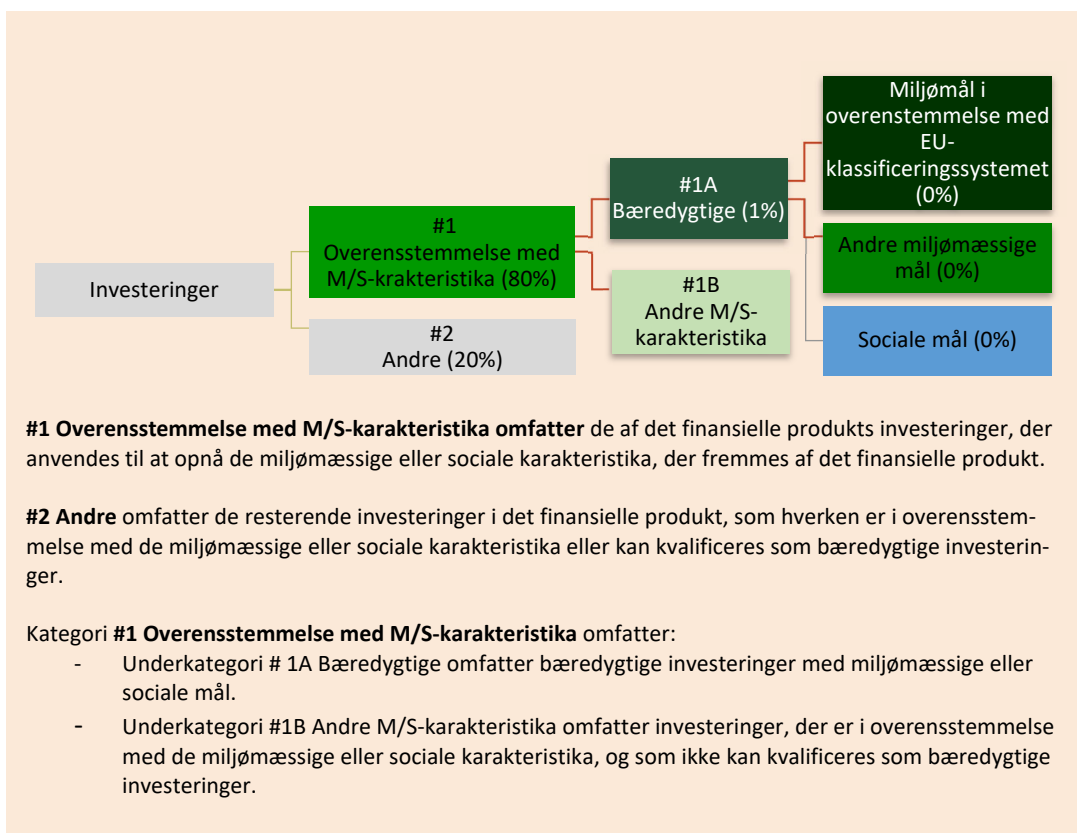 Investeringer
#1
Overensstemmelse med
M/S-krakteristika (80%)
#2
Andre (20%)
#1A
Bæredygtige (1%)
#1B
Andre M/S-
karakteristika
Miljømål i
overenstemmelse med
EU-
klassificeringssystemet
(0%)
Andre miljømæssige
mål (0%)
Sociale mål (0%)
#1 Overensstemmelse med M/S-karakteristika omfatter de af det finansielle produkts investeringer, der
anvendes til at opnå de miljømæssige eller sociale karakteristika, der fremmes af det finansielle produkt.
#2 Andre omfatter de resterende investeringer i det finansielle produkt, som hverken er i overensstem-
melse med de miljømæssige eller sociale karakteristika eller kan kvalificeres som bæredygtige investerin-
ger.
Kategori #1 Overensstemmelse med M/S-karakteristika omfatter:
- Underkategori # 1A Bæredygtige omfatter bæredygtige investeringer med miljømæssige eller
sociale mål.
- Underkategori #1B Andre M/S-karakteristika omfatter investeringer, der er i overensstemmelse
med de miljømæssige eller sociale karakteristika, og som ikke kan kvalificeres som bæredygtige
investeringer.